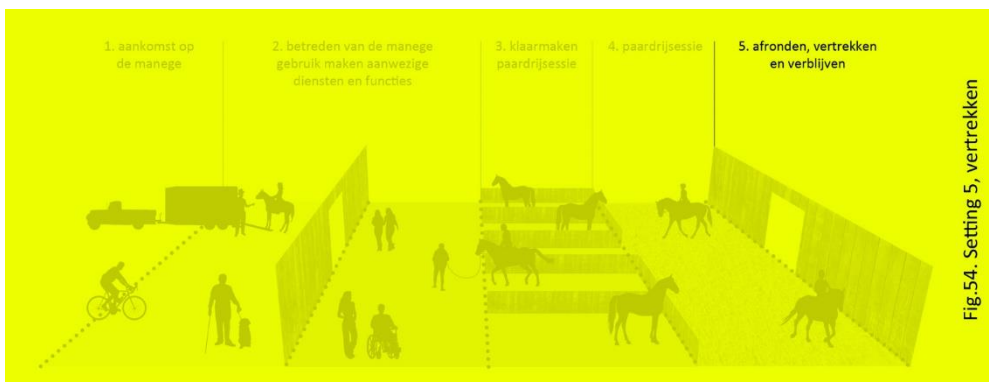 1. aankomst op
de manege
2. betreden van de manege
gebruik maken aanwezige
diensten en functies
3. klaarmaken
paardrijsessie
4. paardrijsessie
5. afronden, vertrekken
en verblijven
Fig.54. Setting 5, vertrekken